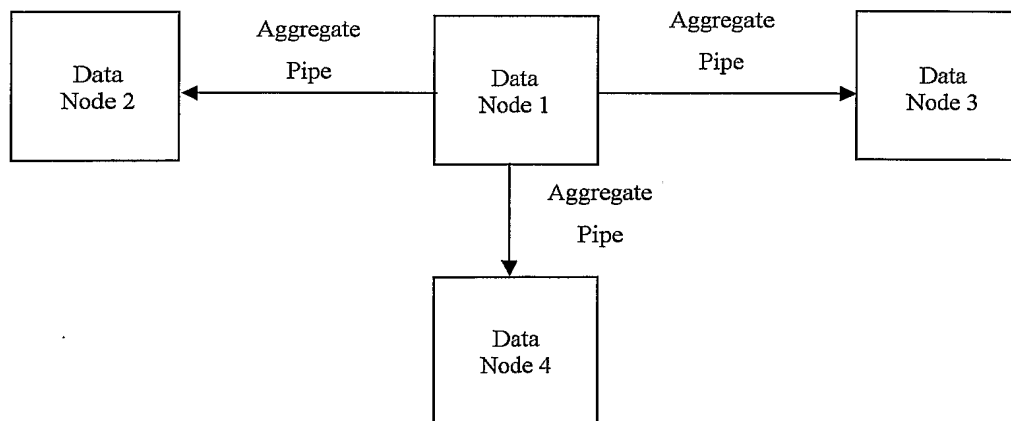 Aggregate
Pipe
Aggregate
Pipe
Data
Node 2
Data
Node 1
Data
Node 3
Aggregate
Pipe
Data
Node 4